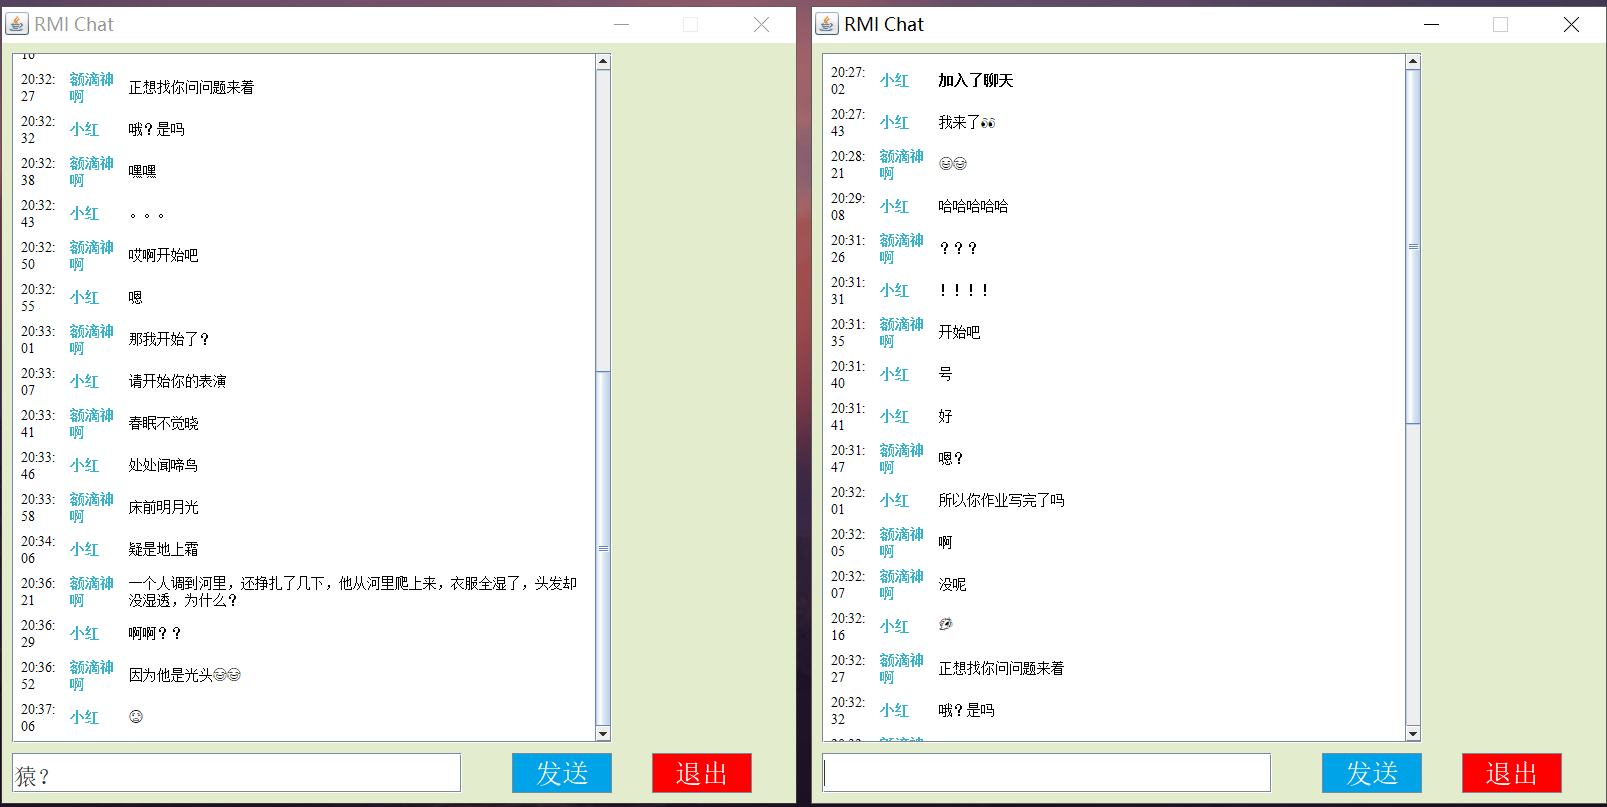 RMI Chat
16
20:32:
27
额滴神
啊
正想找你问问题来着
20:32:
32
小红
哦？是吗
20:32:
38
额滴神
啊
嘿嘿
20:32:
43
小红
。。。
20:32:
50
额滴神
啊
哎啊开始吧
20:32:
55
小红
嗯
20:33:
01
额滴神
啊
那我开始了？
20:33:
07
小红
请开始你的表演
20:33:
41
额滴神
啊
春眠不觉晓
20:33:
46
小红
处处闻啼鸟
20:33:
58
额滴神
啊
床前明月光
20:34:
06
小红
疑是地上霜
20:36:
21
额滴神
啊
一个人调到河里，还挣扎了几下，他从河里爬上来，衣服全湿了，头发却
没湿透，为什么？
20:36:
29
小红
啊啊？？
20:36:
52
额滴神
啊
因为他是光头😂😂
20:37:
06
小红
猿？
发送
退出
RMI Chat
20:27:
02
小红
加入了聊天
20:27:
43
小红
我来了👀
20:28:
21
额滴神
啊
20:29:
08
小红
哈哈哈哈哈
20:31:
26
额滴神
啊
？？？
20:31:
31
小红
！！！！
20:31:
35
额滴神
啊
开始吧
20:31:
40
小红
号
20:31:
41
小红
好
20:31:
47
额滴神
啊
嗯？
20:32:
01
小红
所以你作业写完了吗
20:32:
05
额滴神
啊
啊
20:32:
07
额滴神
啊
没呢
20:32:
16
小红
20:32:
27
额滴神
啊
正想找你问问题来着
20:32:
32
小红
哦？是吗
发送
退出